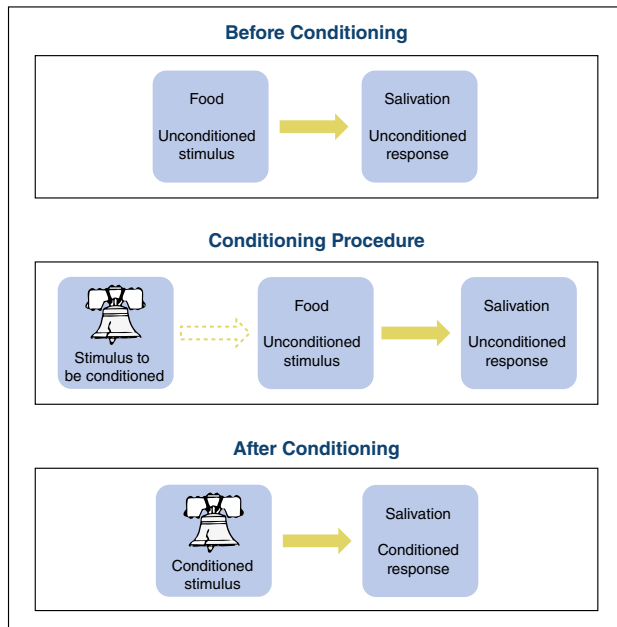 Before Conditioning
Food
Unconditioned
stimulus
Salivation
Unconditioned
response
Conditioning Procedure
Stimulus to
be conditioned
Food
Unconditioned
stimulus
Salivation
Unconditioned
response
After Conditioning
Conditioned
stimulus
Salivation
Conditioned
response